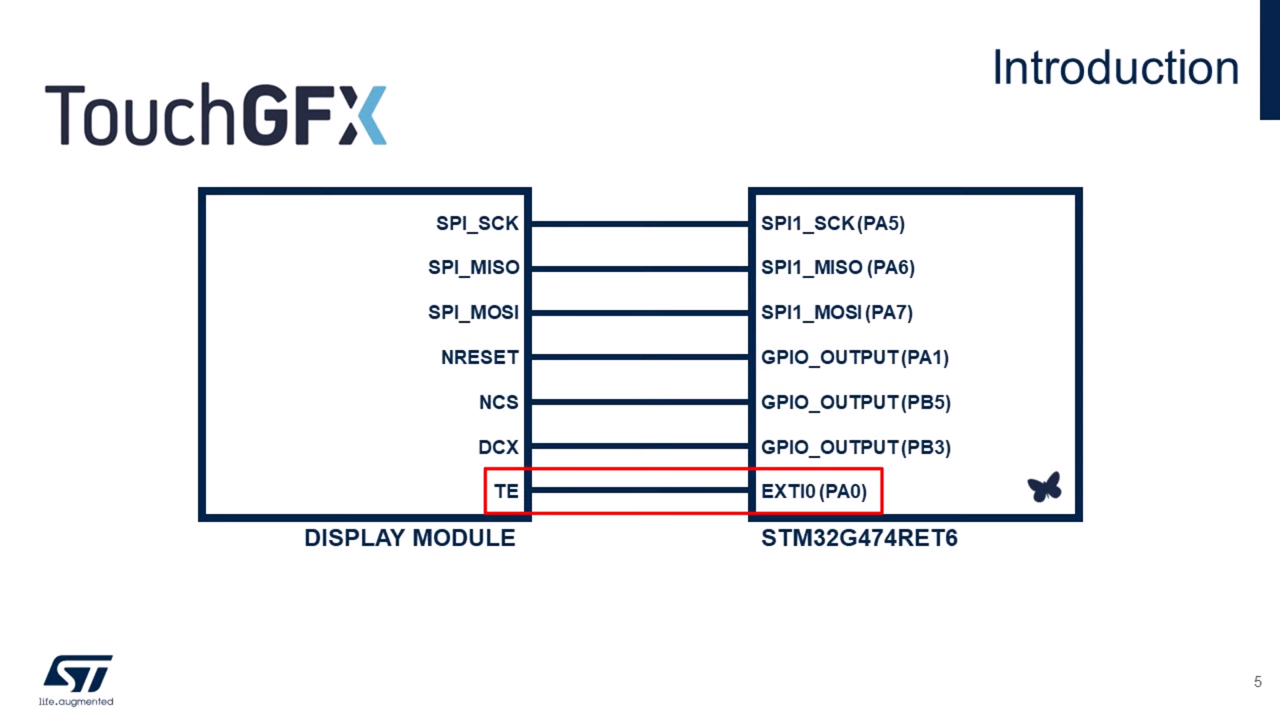 Introduction
TouchGFX
SPI_SCK SPI1_SCK (PA5)
SPI_MISO SPI1_MISO (PA6)
SPI_MOSI SPI1_MOSI (PA7)
NRESET GPIO_OUTPUT (PA1)
NCS GPIO_OUTPUT (PB5)
DCX GPIO_OUTPUT (PB3)
TE EXTI0 (PA0)
DISPLAY MODULE STM32G474RET6
ST
life.augmented
5